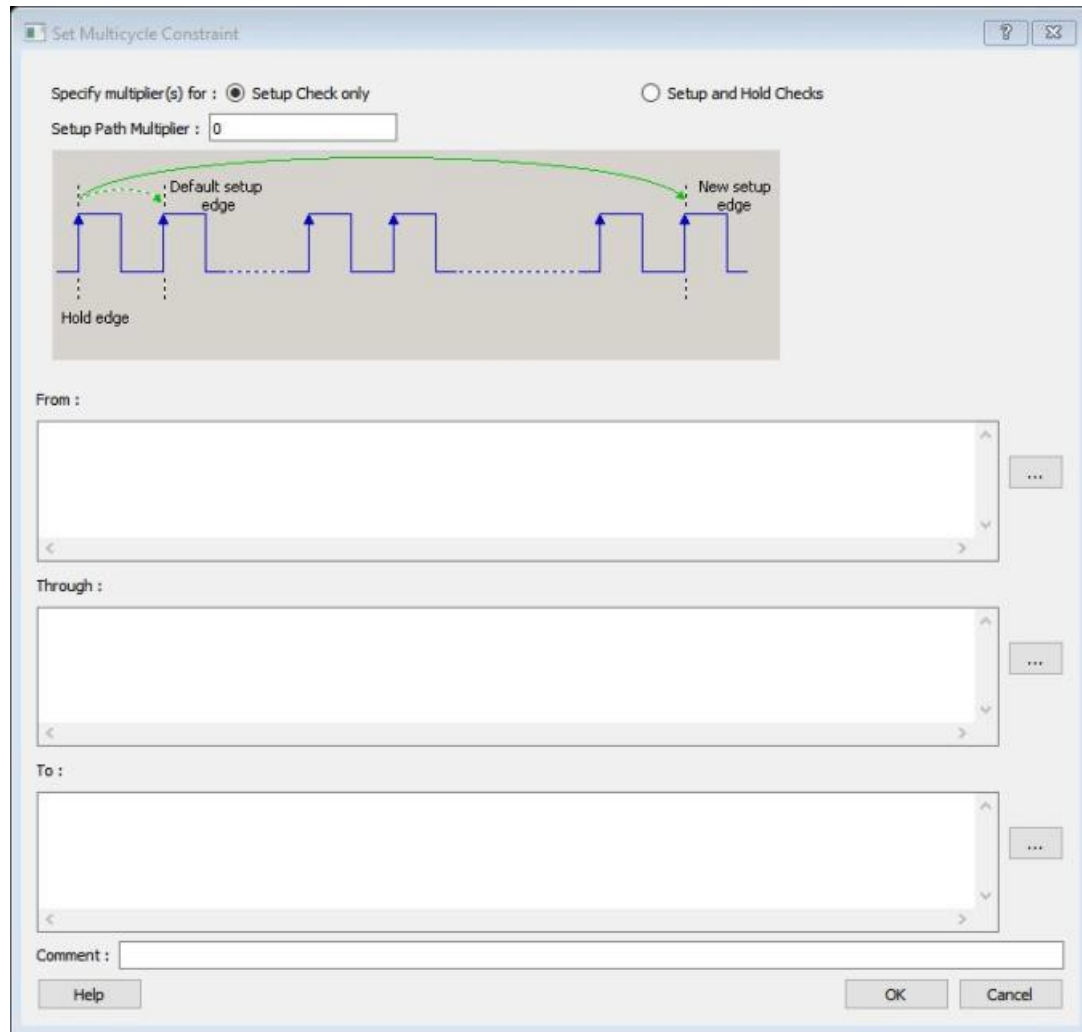 Set Multicycle Constraint
Specify multiplier(s) for : Setup Check only Setup and Hold Checks
Setup Path Multiplier : 0
Default setup
edge
New setup
edge
Hold edge
From :
...
Through :
...
To :
...
Comment :
Help OK Cancel